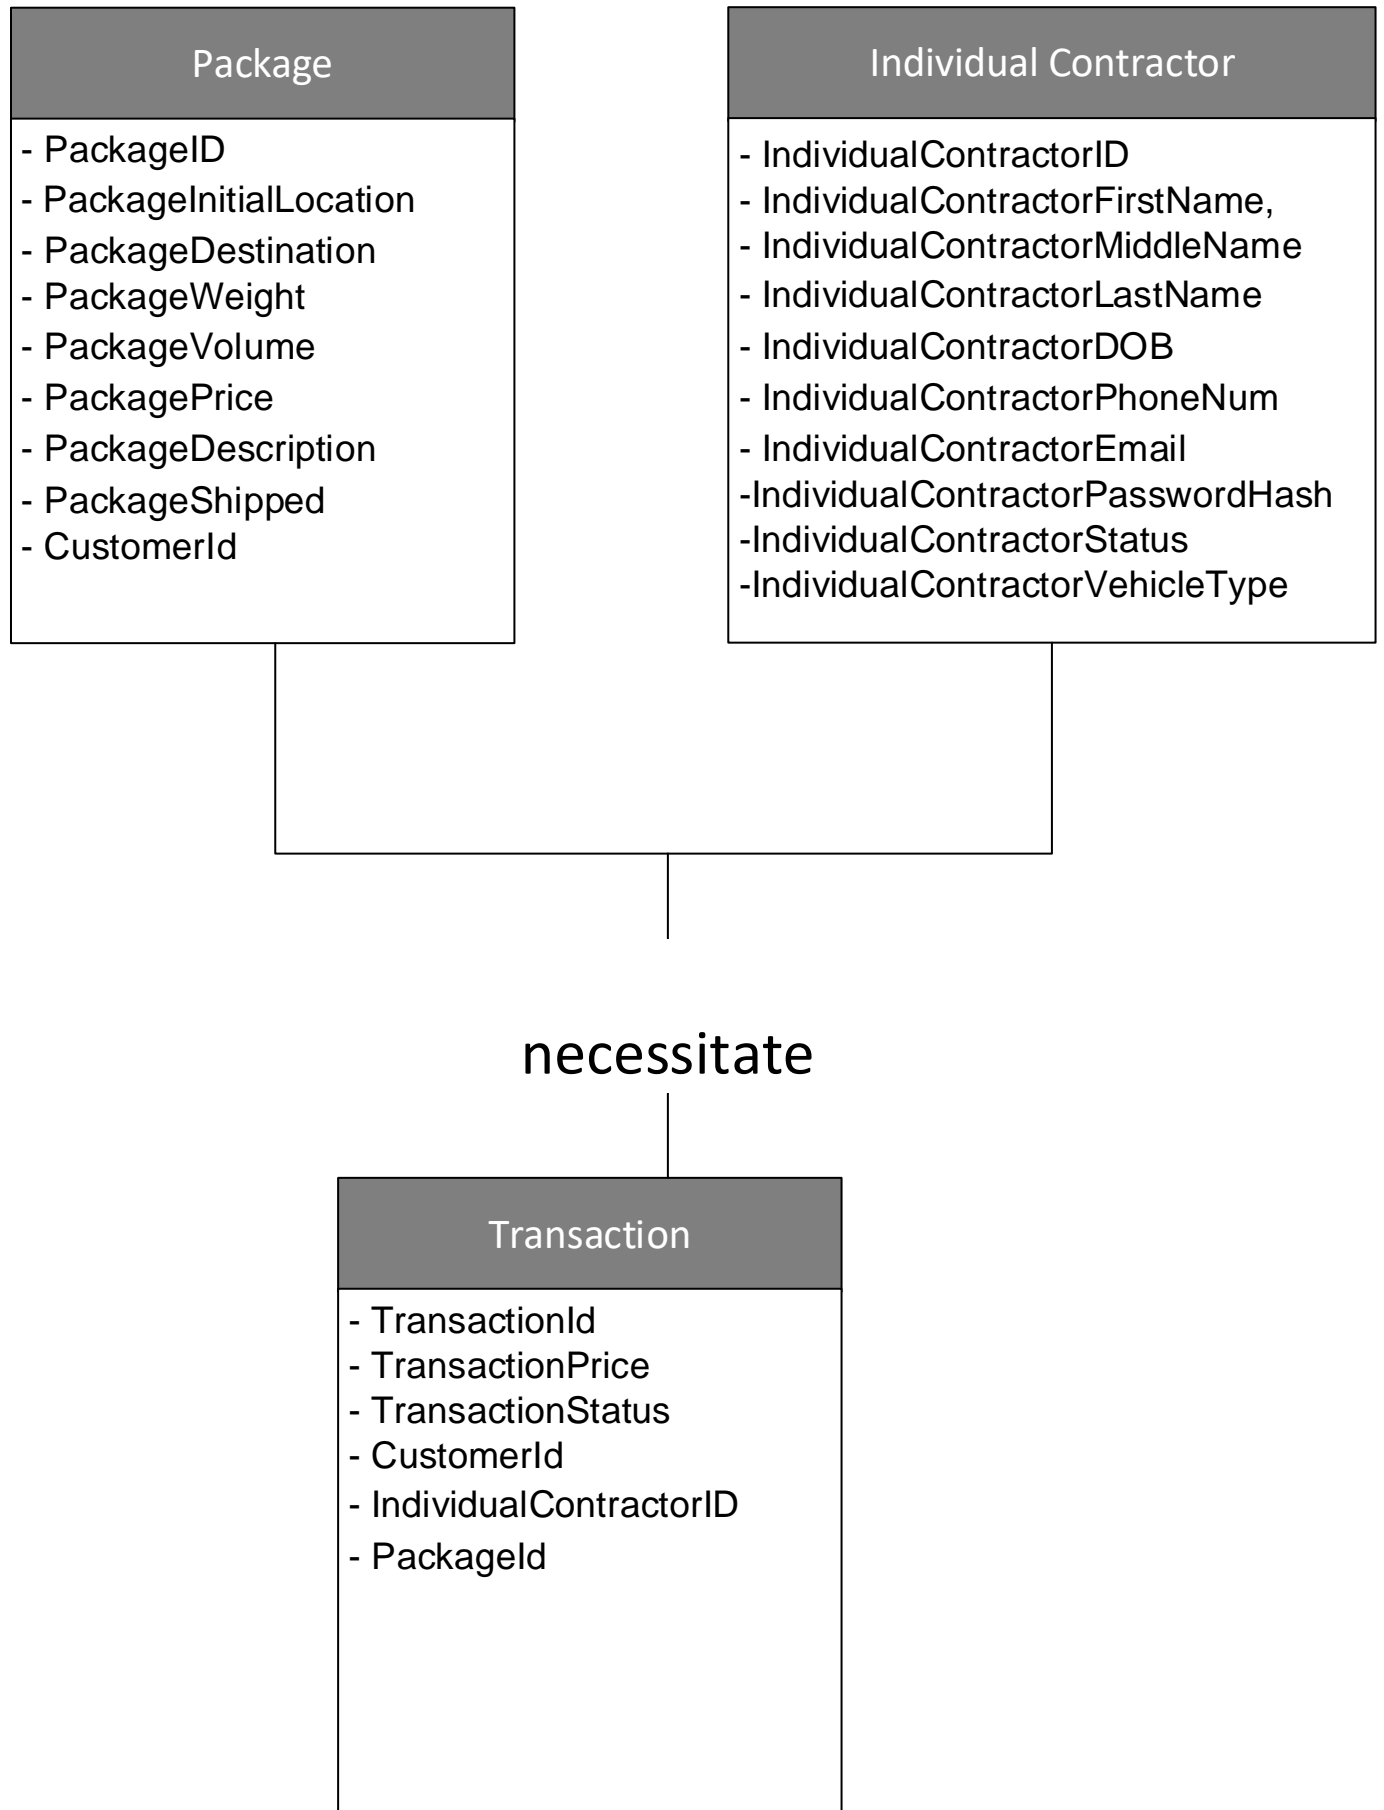 Package
- PackageID
- PackageInitialLocation
- PackageDestination
- PackageWeight
- PackageVolume
- PackagePrice
- PackageDescription
- PackageShipped
- CustomerId
Individual Contractor
- IndividualContractorID
- IndividualContractorFirstName,
- IndividualContractorMiddleName
- IndividualContractorLastName
- IndividualContractorDOB
- IndividualContractorPhoneNum
- IndividualContractorEmail
-IndividualContractorPasswordHash
-IndividualContractorStatus
-IndividualContractorVehicleType
necessitate
Transaction
- TransactionId
- TransactionPrice
- TransactionStatus
- CustomerId
- IndividualContractorID
- PackageId